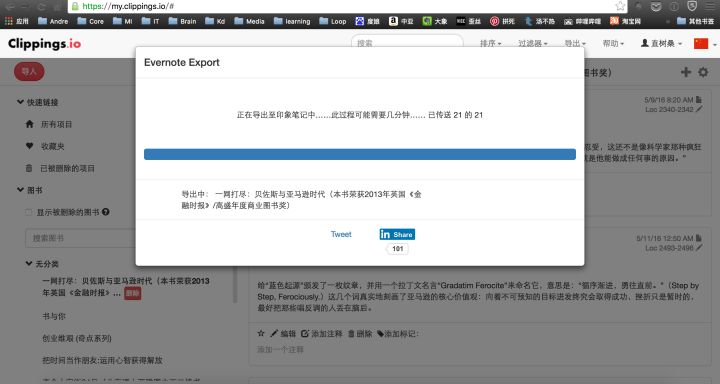 https://my.clippings.io/#
应用 Andre Core MI IT Brain Kd Media learning Loop 度娘 中亚 大象 歪丝 拼死 汤不热 哔哩哔哩 淘宝网 » 其他书签
Clippings.io
搜索
排序 过滤器 导出 帮助 直树桑
导入
图书奖）
快速链接
所有项目
收藏夹
已被删除的项目
图书
显示被删除的图书
搜索图书
无分类
一网打尽：贝佐斯与亚马逊时代（本书荣获2013年英国《金融时报》 ... 删除
书与你
创业维艰 (奇点系列)
把时间当作朋友:运用心智获得解放
Evernote Export
正在导出至印象笔记中……此过程可能需要几分钟…… 已传送 21 的 21
导出中： 一网打尽：贝佐斯与亚马逊时代（本书荣获2013年英国《金
融时报》/高盛年度商业图书奖）
Tweet
in Share
101
5/9/16 8:20 AM
Loc 2340-2342
忍受，这还不是像科学家那种疯狂
就是他能做成任何事的原因。”
5/11/16 12:50 AM
Loc 2493-2496
给“蓝色起源”颁发了一枚纹章，并用一个拉丁文名言“Gradatim Ferocite”来命名它，意思是：“循序渐进，勇往直前。”（Step by
Step, Ferociously.）这几个词真实地刻画了亚马逊的核心价值观：向着不可预知的目标进发终究会取得成功，挫折只是暂时的，
最好把那些唱反调的人丢在脑后。
编辑 添加注释 删除 添加标记:
添加一个注释